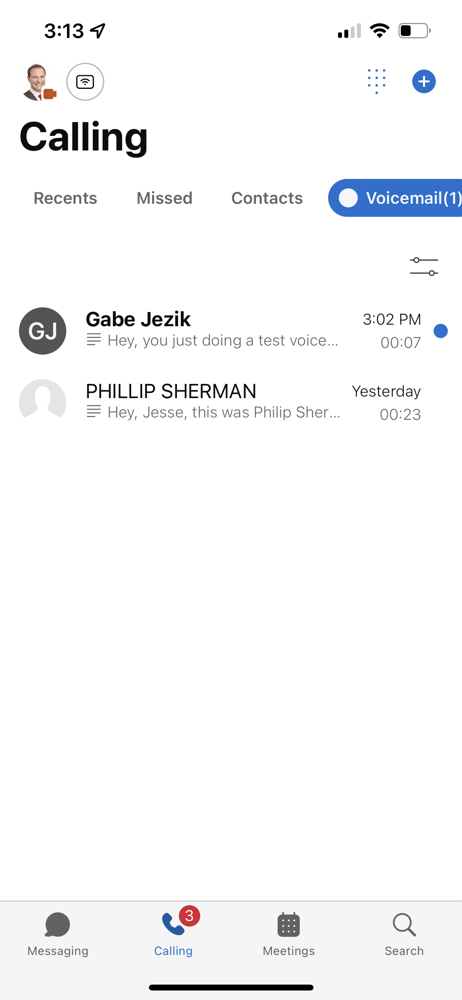 3:13
Calling
Recents Missed Contacts Voicemail(1)
Gabe Jezik 3:02 PM
GJ Hey, you just doing a test voice... 00:07
PHILLIP SHERMAN Yesterday
Hey, Jesse, this was Philip Sher... 00:23
3
Messaging Calling Meetings Search